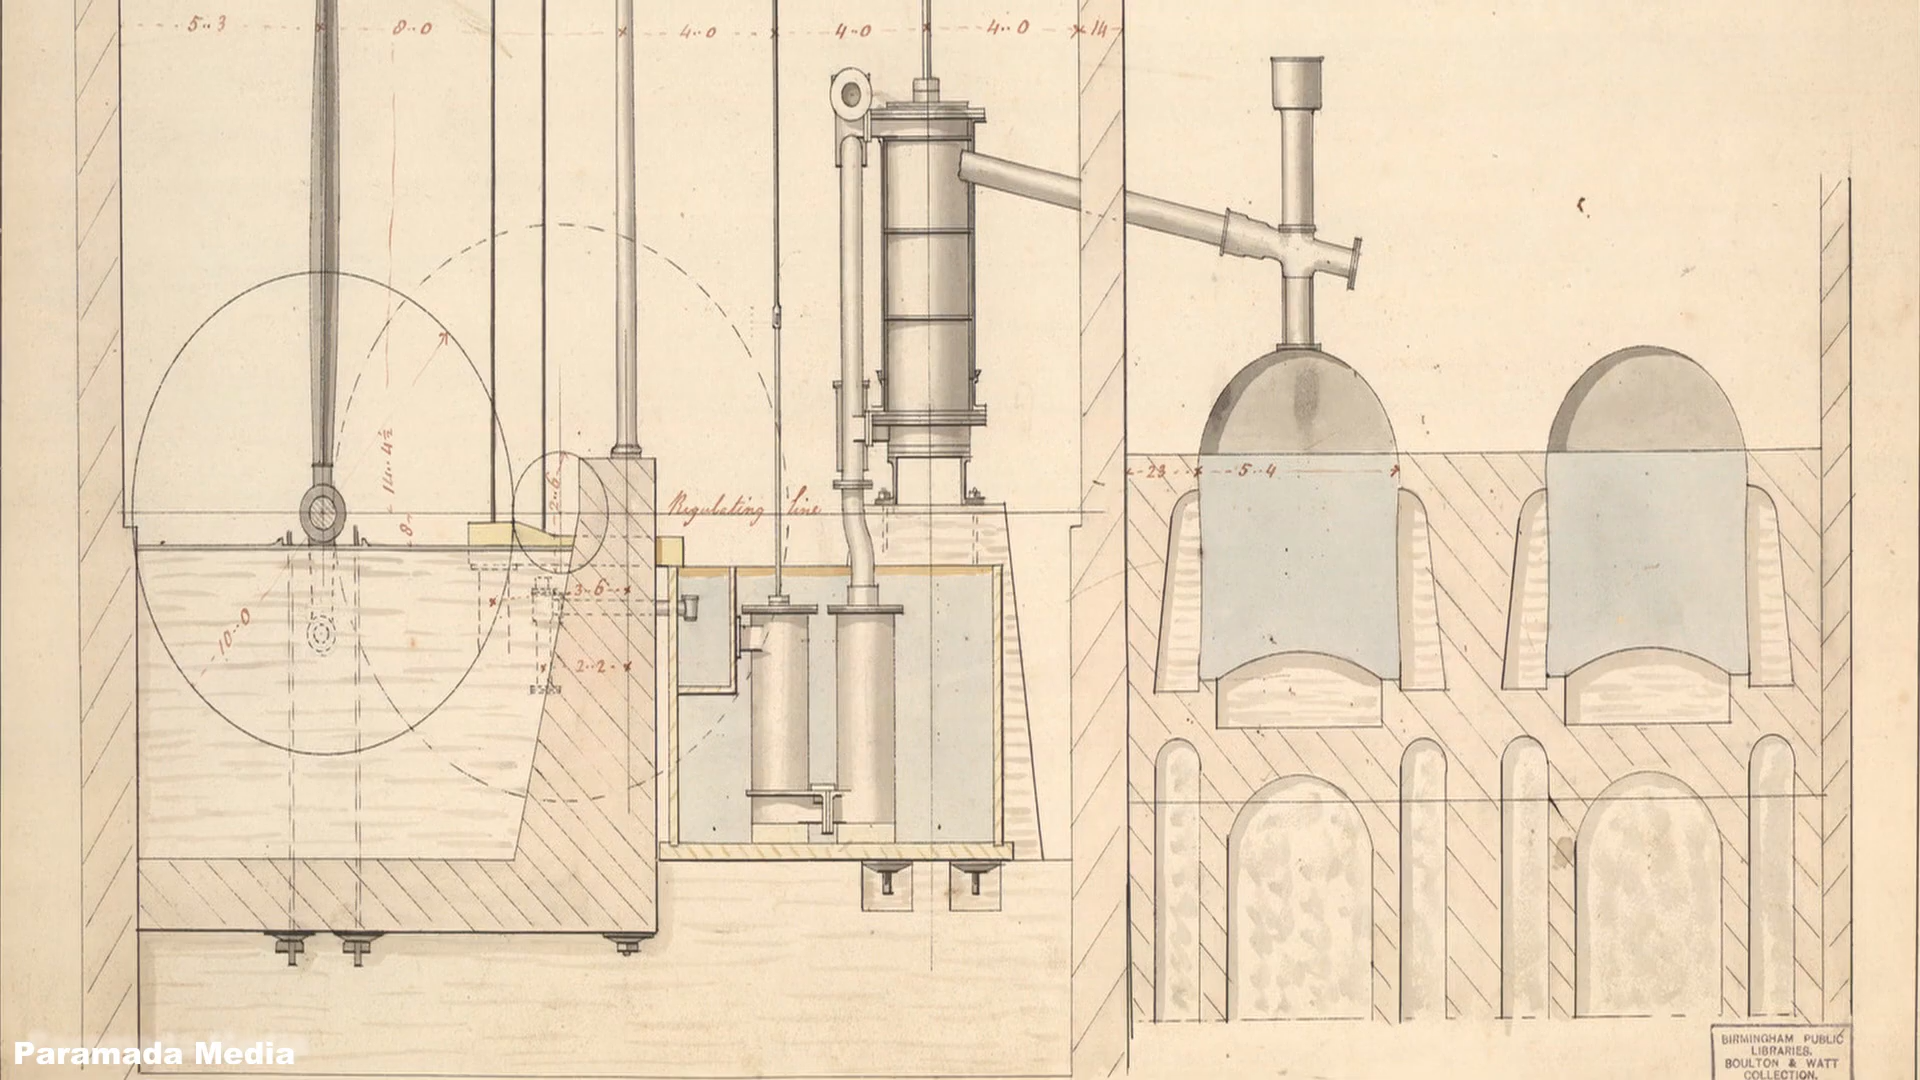 5..3 8..0 4..0 4..0 4..0 14
14..4½
8
2..6
Regulating line
23 5..4
3..6
10..0
2..2
Paramada Media
BIRMINGHAM PUBLIC
LIBRARIES.
BOULTON & WATT
COLLECTION.